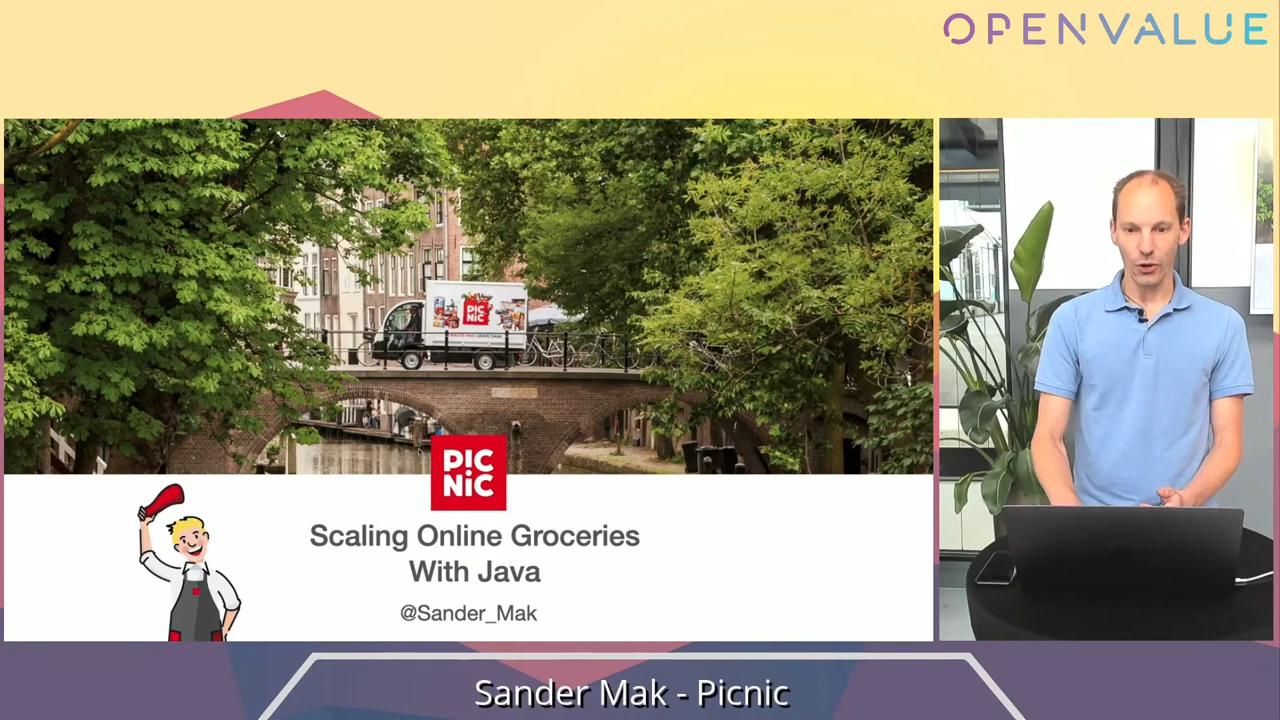 OPENVALUE
PIC
NiC
PIC
NiC
Scaling Online Groceries
With Java
@Sander_Mak
Sander Mak - Picnic